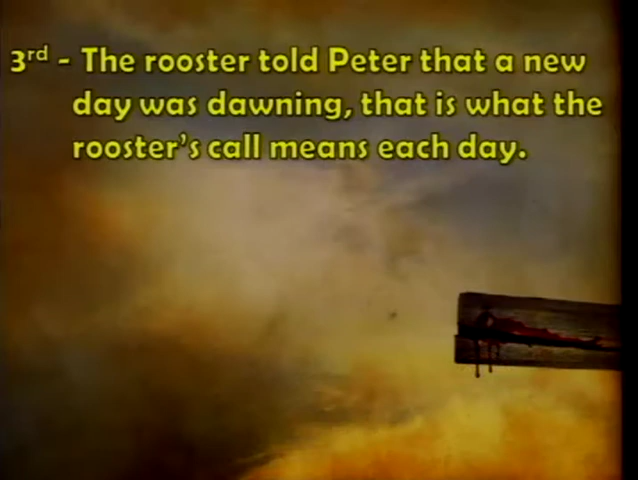 3rd - The rooster told Peter that a new
day was dawning, that is what the
rooster's call means each day.